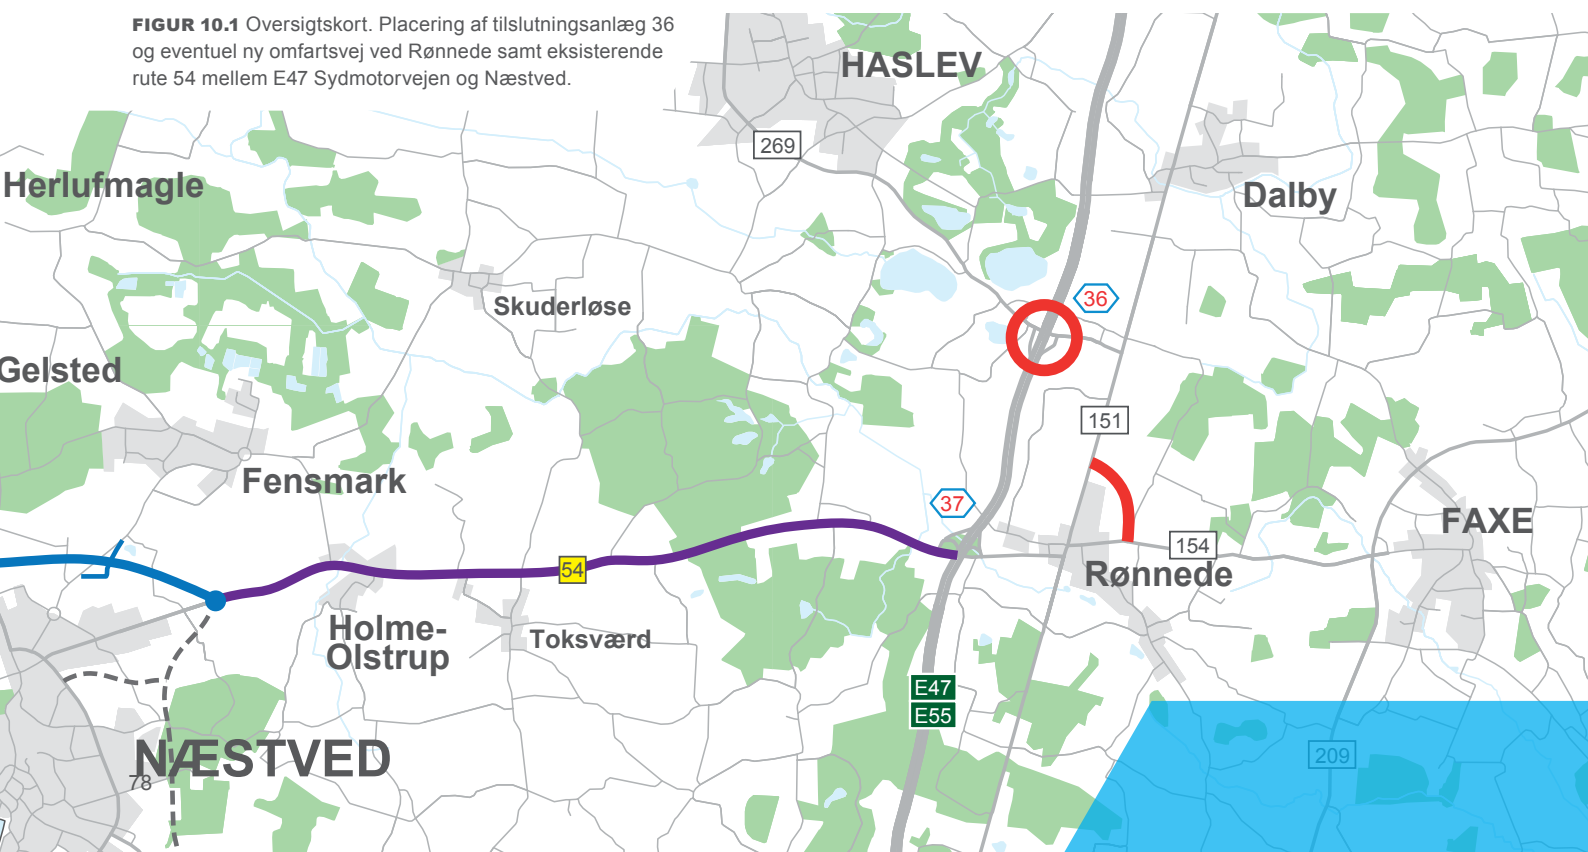 FIGUR 10.1 Oversigtskort. Placering af tilslutningsanlæg 36
og eventuel ny omfartsvej ved Rønnede samt eksisterende
rute 54 mellem E47 Sydmotorvejen og Næstved.
HASLEV
269
Herlufmagle
Dalby
36
Skuderløse
Gelsted
151
Fensmark
37
FAXE
154
54
Rønnede
Holme-
Olstrup
Toksværd
E47
E55
NÆSTVED
209
78